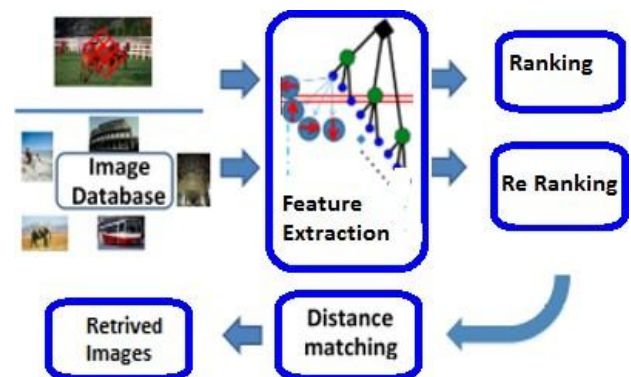 Ranking
Image
Database
Feature
Extraction
Re Ranking
Retrived
Images
Distance
matching